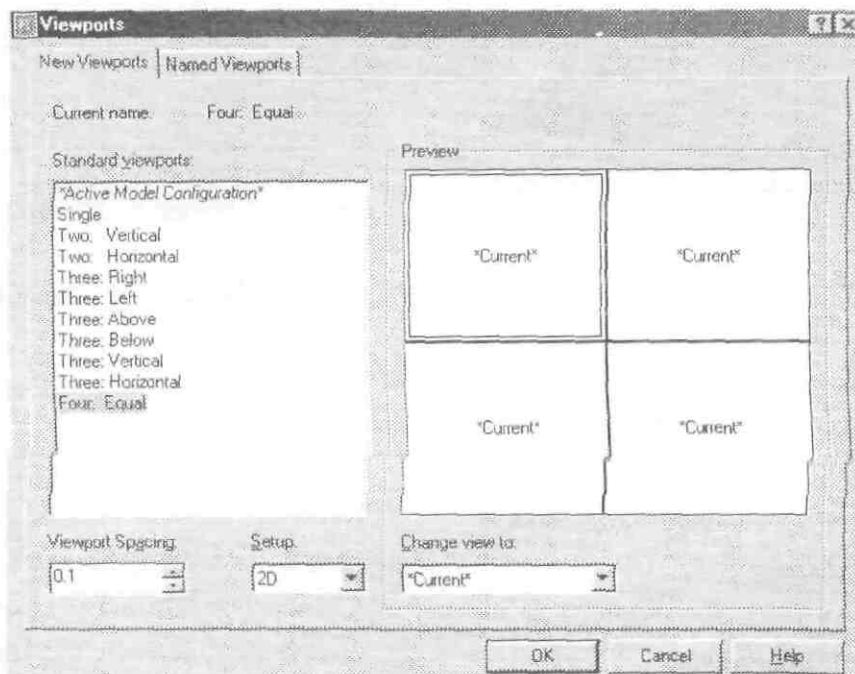 Viewports
New Viewports Named Viewports
Current name: Four: Equal
Standard viewports:
*Active Model Configuration*
Single
Two: Vertical
Two: Horizontal
Three: Right
Three: Left
Three: Above
Three: Below
Three: Vertical
Three: Horizontal
Four: Equal
Preview
*Current* *Current*
*Current* *Current*
Viewport Spacing: Setup: Change view to:
0.1 2D *Current*
OK Cancel Help